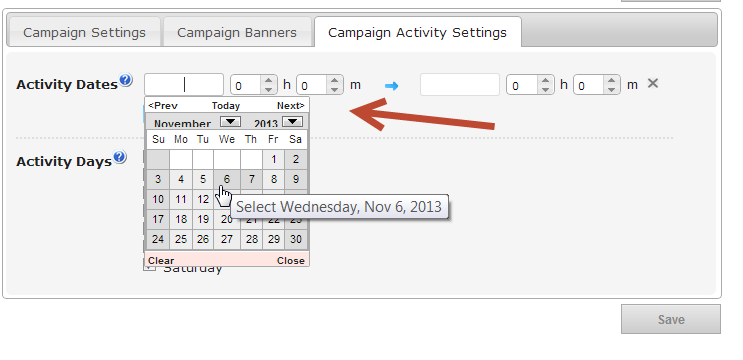 Campaign Settings Campaign Banners Campaign Activity Settings
Activity Dates ? 0 h 0 m 0 h 0 m
<Prev Today Next>
November 2013
Su Mo Tu We Th Fr Sa
1 2
3 4 5 6 7 8 9
Activity Days ?
10 11 12
Select Wednesday, Nov 6, 2013
17 18 19 20 21 22 23
24 25 26 27 28 29 30
Clear Close
Saturday
Save